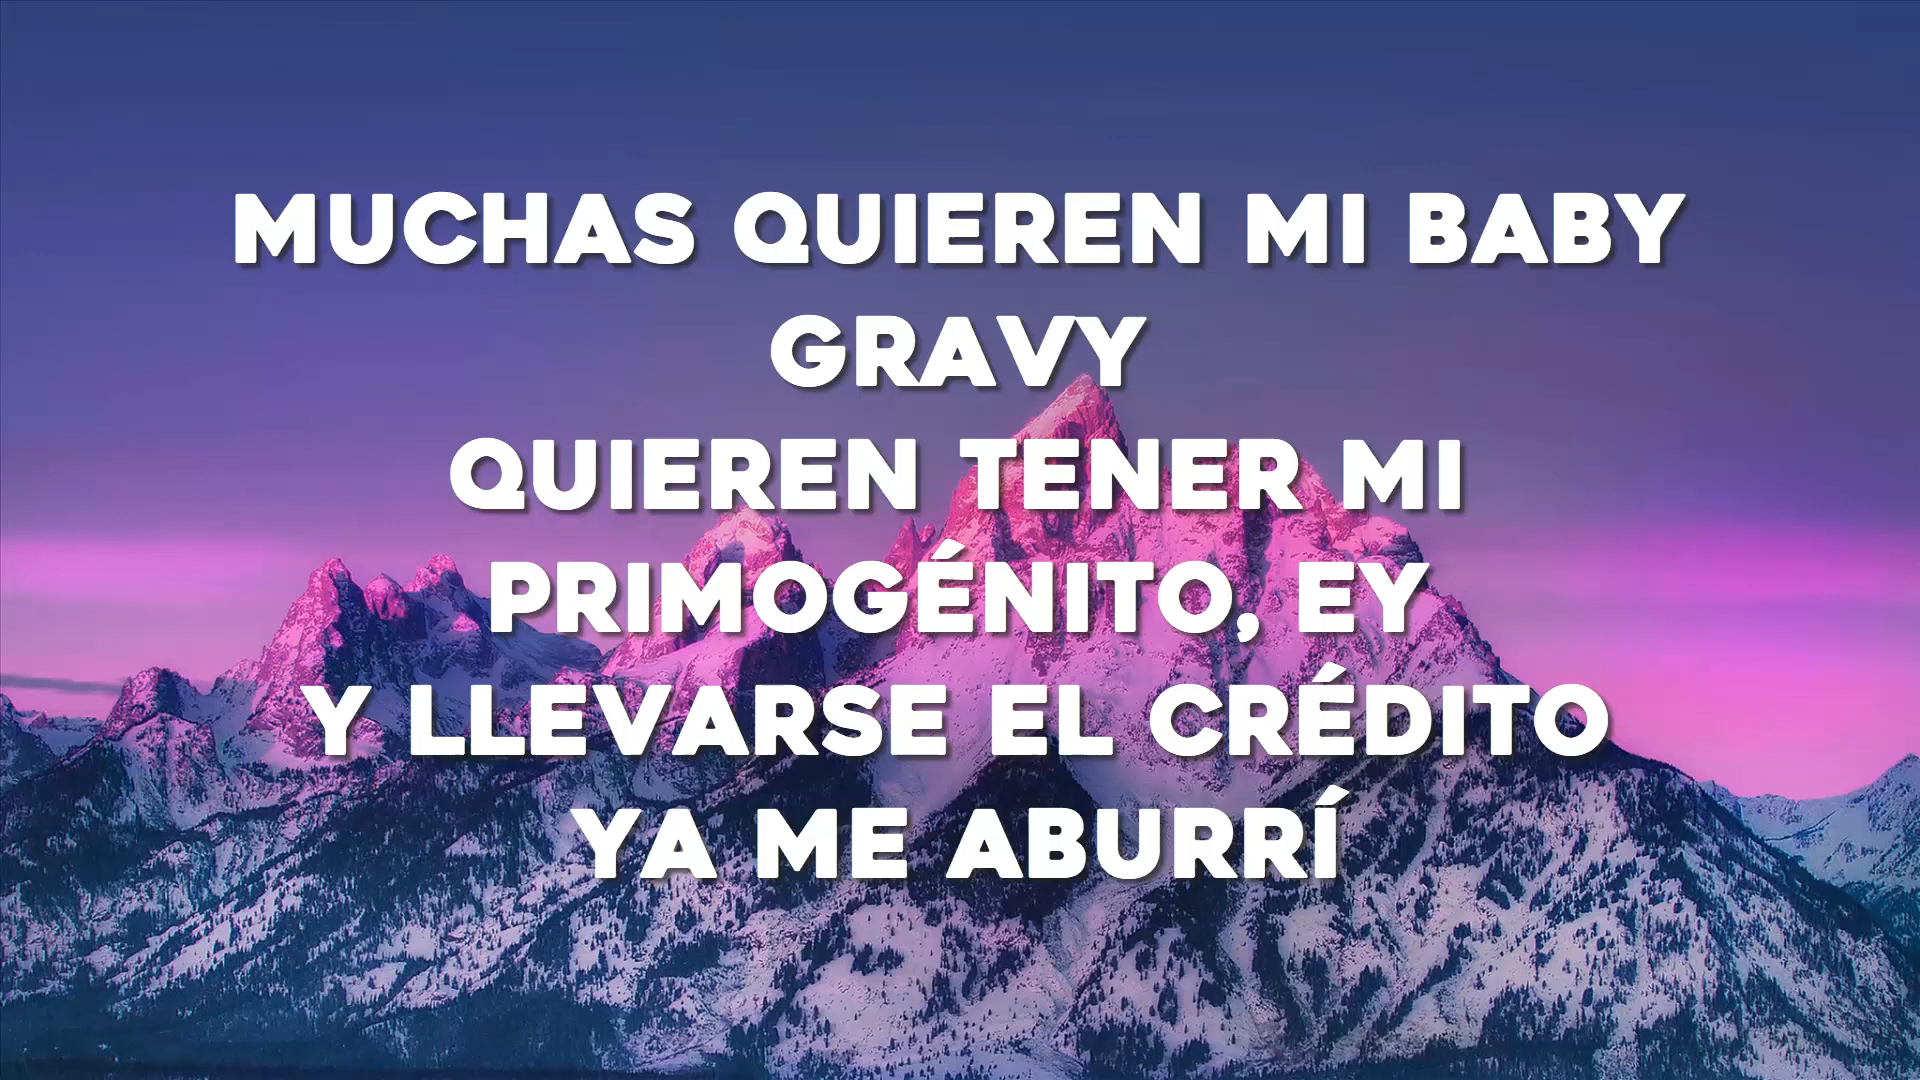 MUCHAS QUIEREN MI BABY
GRAVY
QUIEREN TENER MI
PRIMOGÉNITO, EY
Y LLEVARSE EL CRÉDITO
YA ME ABURRÍ